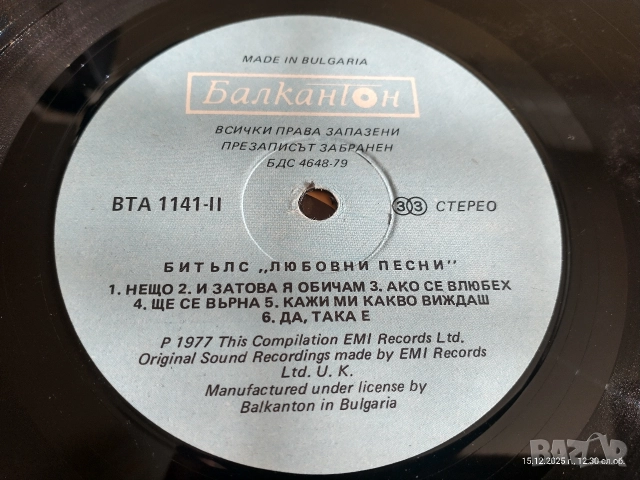 MADE IN BULGARIA
Балкантон
ВСИЧКИ ПРАВА ЗАПАЗЕНИ
ПРЕЗАПИСЪТ ЗАБРАНЕН
БДС 4648-79
ВТА 1141-II
33 СТЕРЕО
БИТЪЛС „ЛЮБОВНИ ПЕСНИ"
1. НЕЩО 2. И ЗАТОВА Я ОБИЧАМ 3. АКО СЕ ВЛЮБЕХ
4. ЩЕ СЕ ВЪРНА 5. КАЖИ МИ КАКВО ВИЖДАШ
6. ДА, ТАКА Е
P 1977 This Compilation EMI Records Ltd.
Original Sound Recordings made by EMI Records
Ltd. U. K.
Manufactured under license by
Balkanton in Bulgaria
BAZAR
15.12.2025 г., 12:30 сл.об.